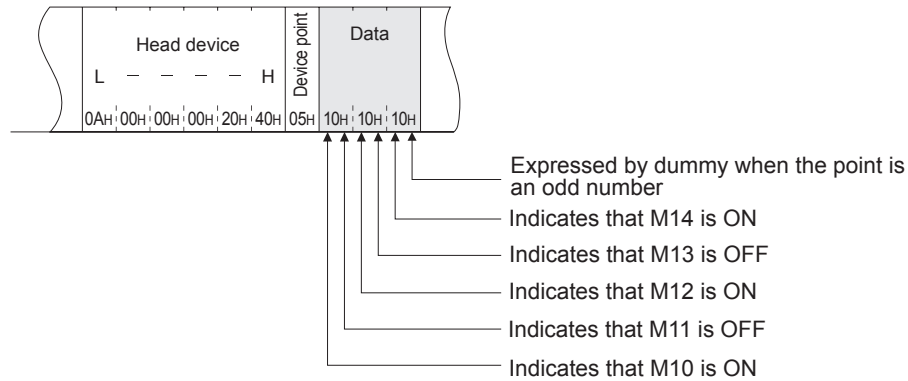 Head device
Device point
Data
L – – – – H
0AH 00H 00H 00H 20H 40H 05H 10H 10H 10H
Expressed by dummy when the point is
an odd number
Indicates that M14 is ON
Indicates that M13 is OFF
Indicates that M12 is ON
Indicates that M11 is OFF
Indicates that M10 is ON